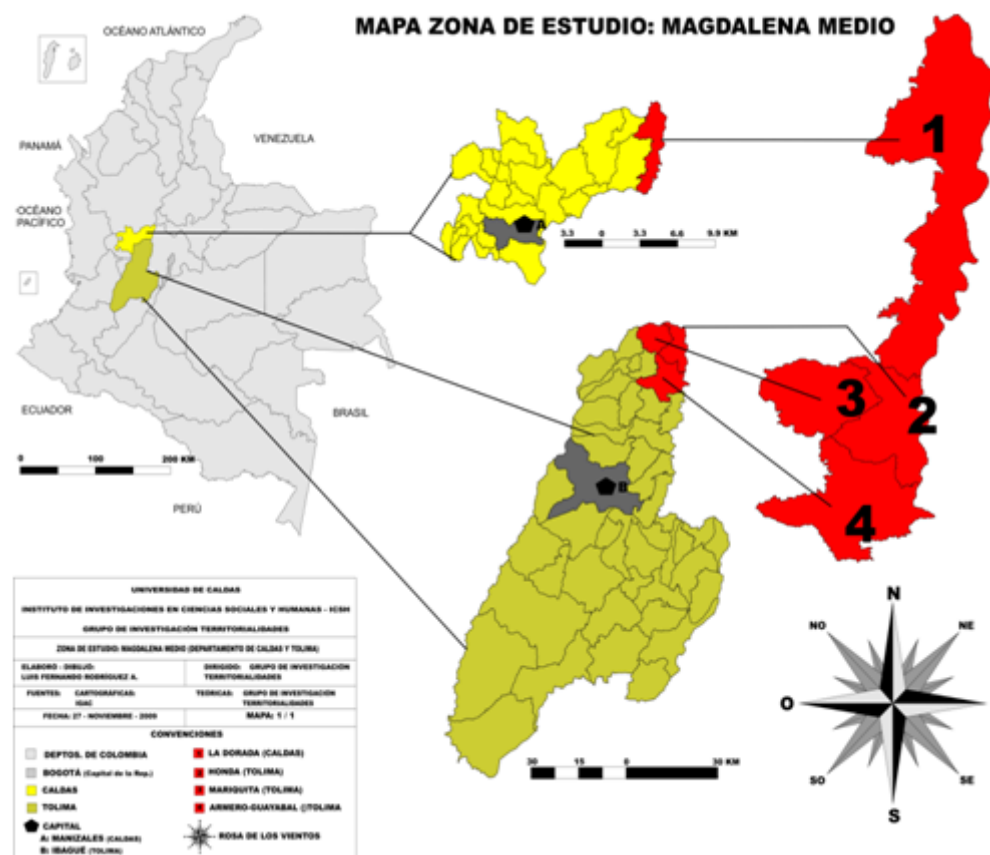 MAPA ZONA DE ESTUDIO: MAGDALENA MEDIO
OCÉANO ATLÁNTICO
PANAMÁ
VENEZUELA
OCÉANO
PACÍFICO
ECUADOR
BRASIL
PERÚ
0 100 200 KM
A
3.3 0 3.3 6.6 9.9 KM
B
30 15 0 30 KM
1
2
3
4
N
NE
E
SE
S
SO
O
NO
UNIVERSIDAD DE CALDAS
INSTITUTO DE INVESTIGACIONES EN CIENCIAS SOCIALES Y HUMANAS - ICSH
GRUPO DE INVESTIGACIÓN TERRITORIALIDADES
ZONA DE ESTUDIO: MAGDALENA MEDIO (DEPARTAMENTO DE CALDAS Y TOLIMA)
ELABORÓ - DIBUJO:
LUIS FERNANDO RODRÍGUEZ A.
DIRIGIDO: GRUPO DE INVESTIGACIÓN
TERRITORIALIDADES
FUENTES: CARTOGRAFICAS:
IGAC
TEORICAS: GRUPO DE INVESTIGACIÓN
TERRITORIALIDADES
FECHA: 27 - NOVIEMBRE - 2009
MAPA: 1 / 1
CONVENCIONES
DEPTOS. DE COLOMBIA
BOGOTÁ (Capital de la Rep.)
CALDAS
TOLIMA
CAPITAL
A: MANIZALES (CALDAS)
B: IBAGUÉ (TOLIMA)
LA DORADA (CALDAS)
HONDA (TOLIMA)
MARIQUITA (TOLIMA)
ARMERO-GUAYABAL (TOLIMA
ROSA DE LOS VIENTOS